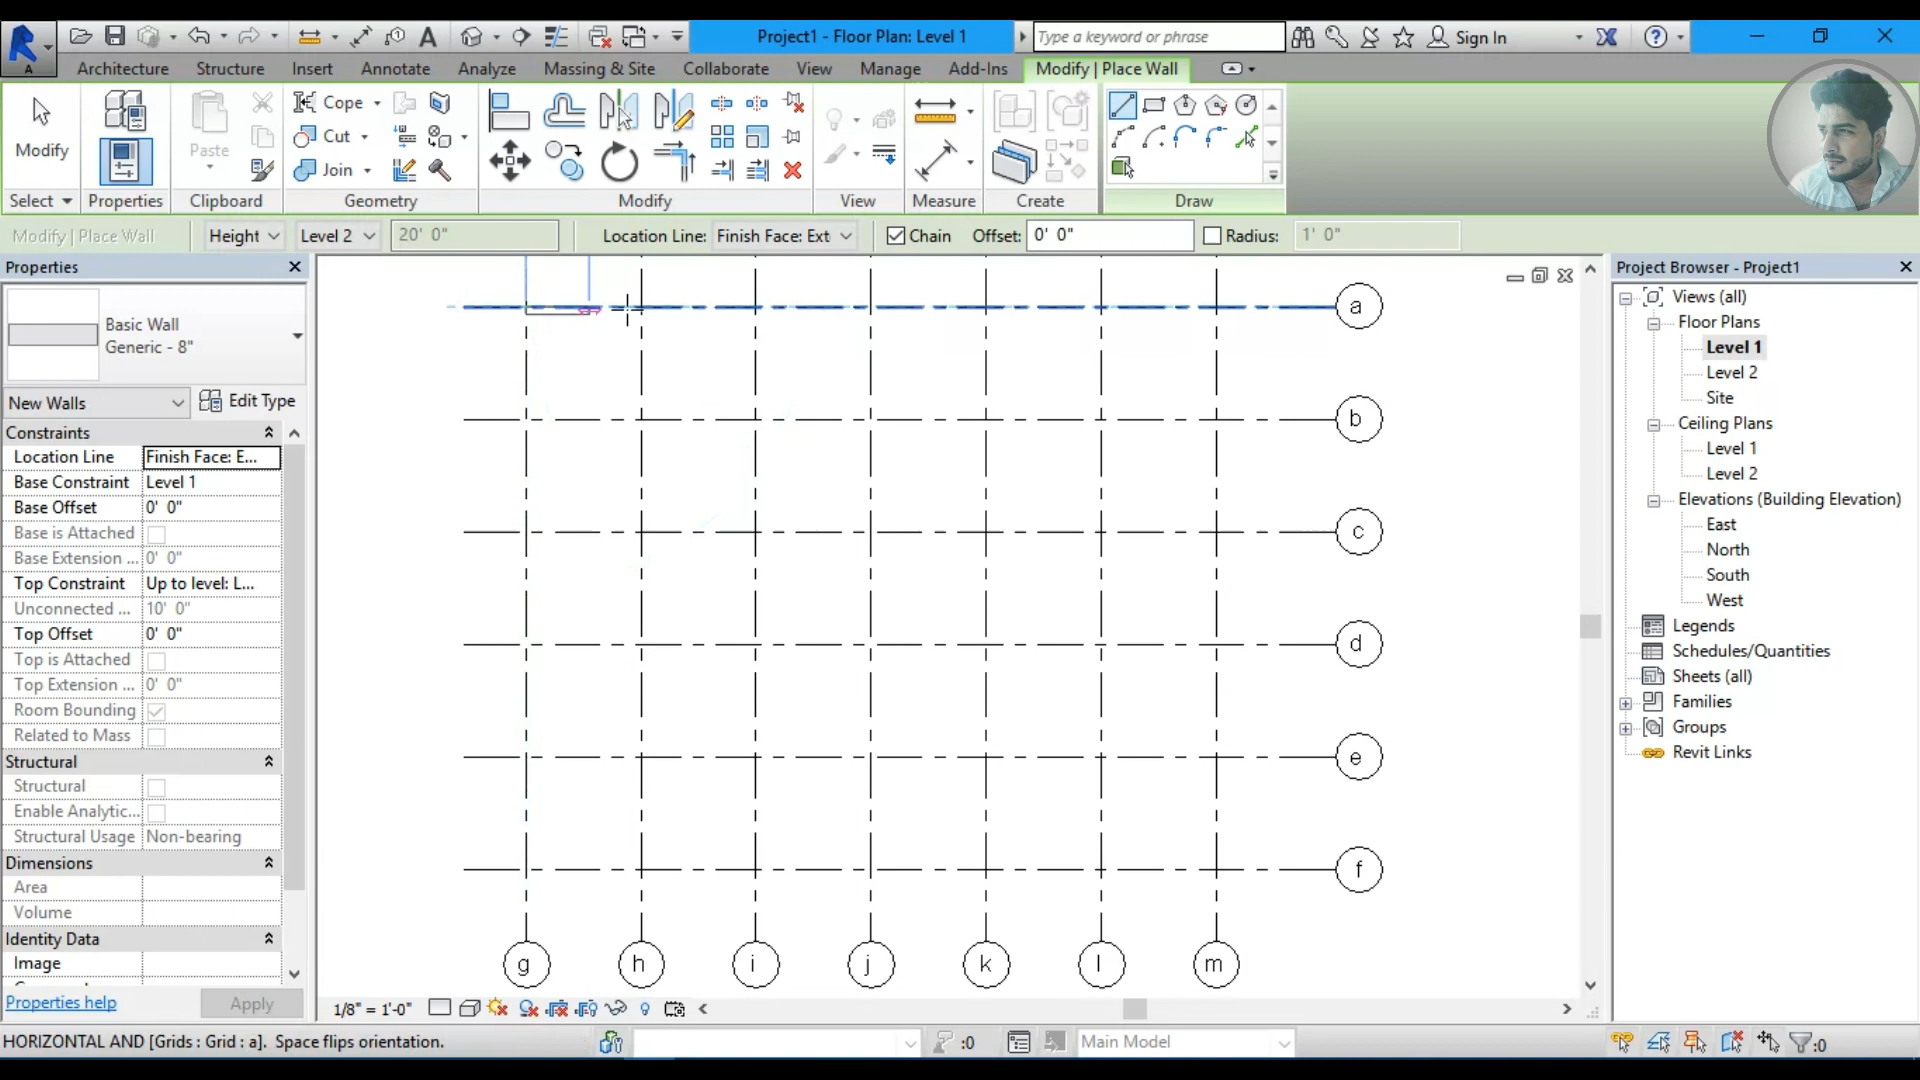 Project1 - Floor Plan: Level 1
Type a keyword or phrase
Sign In
A
Architecture
Structure
Insert
Annotate
Analyze
Massing & Site
Collaborate
View
Manage
Add-Ins
Modify | Place Wall
Modify
Paste
Cope
Cut
Join
Select
Properties
Clipboard
Geometry
Modify
View
Measure
Create
Draw
Modify | Place Wall
Height
Level 2
20' 0"
Location Line:
Finish Face: Ext
Chain
Offset:
0' 0"
Radius:
1' 0"
Properties
Basic Wall
Generic - 8"
New Walls
Edit Type
Constraints
Location Line Finish Face: E...
Base Constraint Level 1
Base Offset 0' 0"
Base is Attached
Base Extension ... 0' 0"
Top Constraint Up to level: L...
Unconnected ... 10' 0"
Top Offset 0' 0"
Top is Attached
Top Extension ... 0' 0"
Room Bounding
Related to Mass
Structural
Structural
Enable Analytic...
Structural Usage Non-bearing
Dimensions
Area
Volume
Identity Data
Image
Properties help
Apply
a
b
c
d
e
f
g h i j k l m
1/8" = 1'-0"
Project Browser - Project1
Views (all)
Floor Plans
Level 1
Level 2
Site
Ceiling Plans
Level 1
Level 2
Elevations (Building Elevation)
East
North
South
West
Legends
Schedules/Quantities
Sheets (all)
Families
Groups
Revit Links
HORIZONTAL AND [Grids : Grid : a]. Space flips orientation.
:0
Main Model
:0